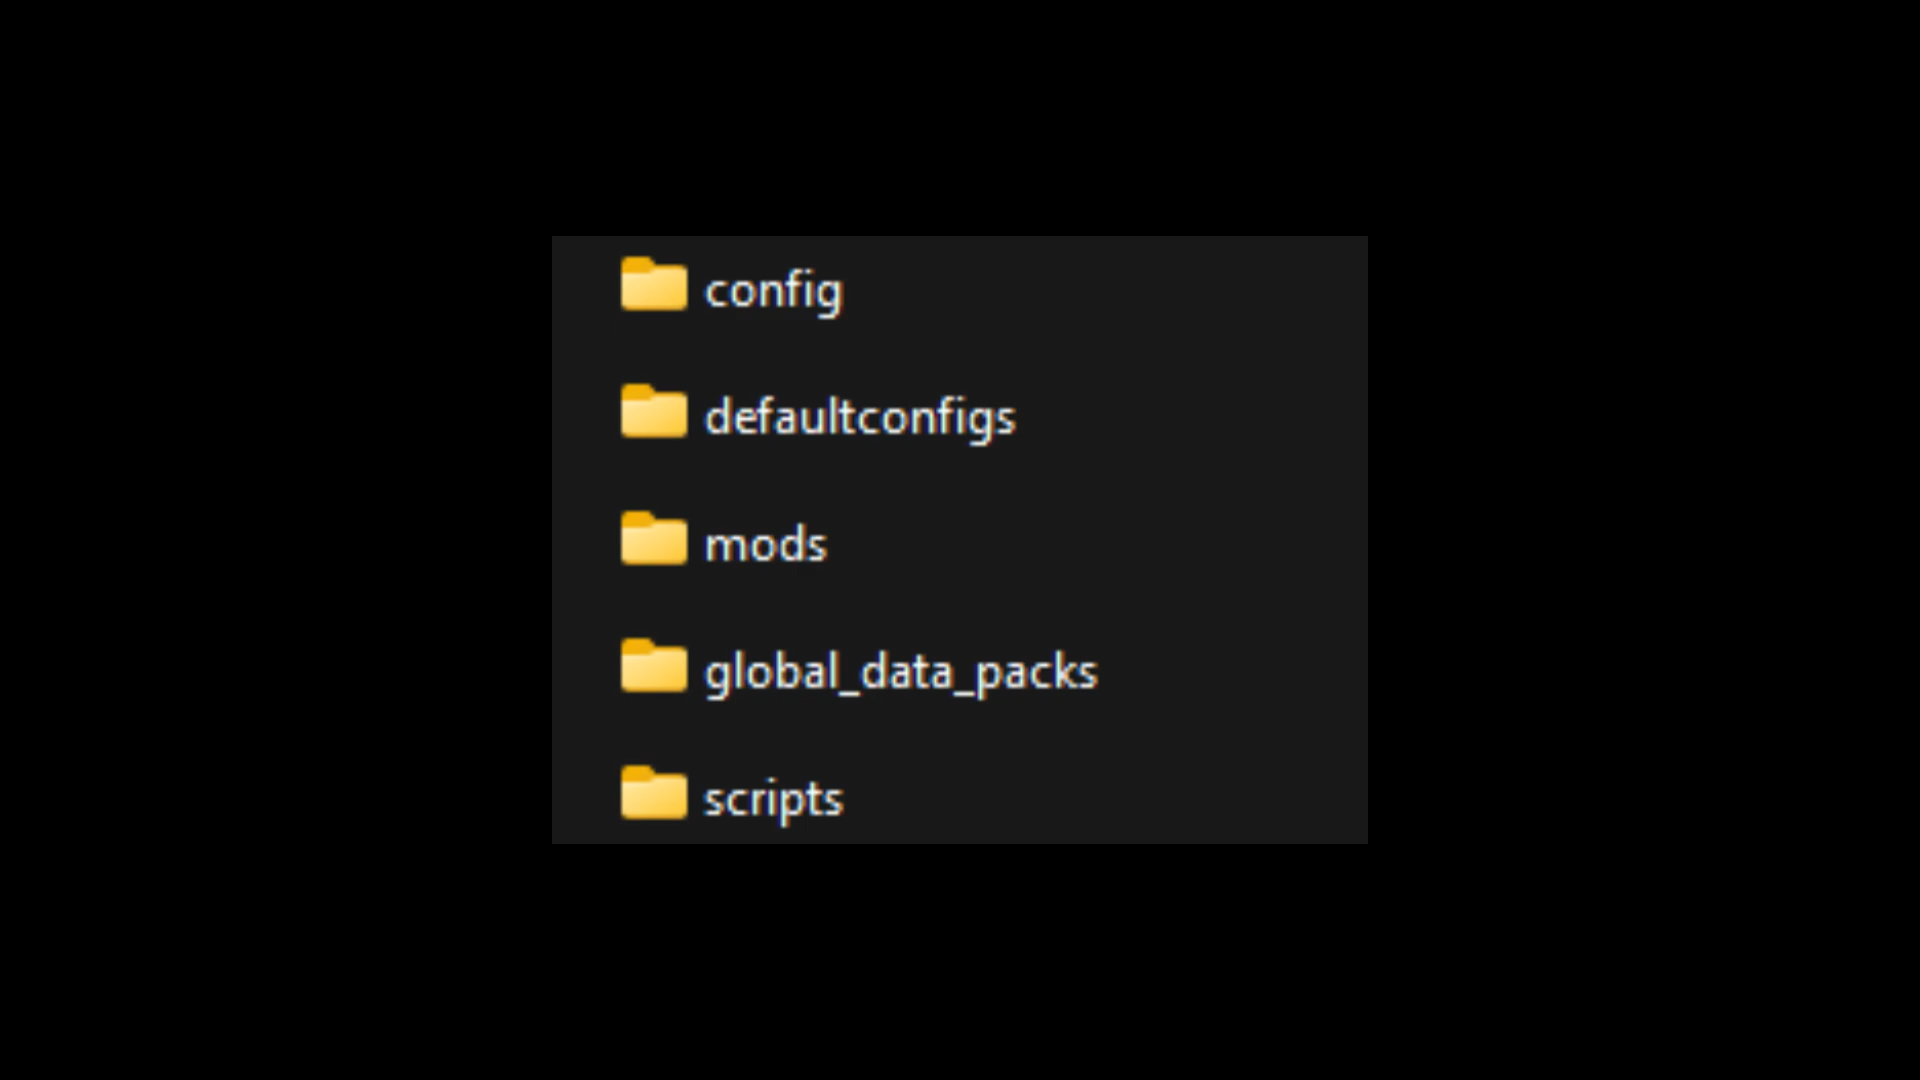 config
defaultconfigs
mods
global_data_packs
scripts